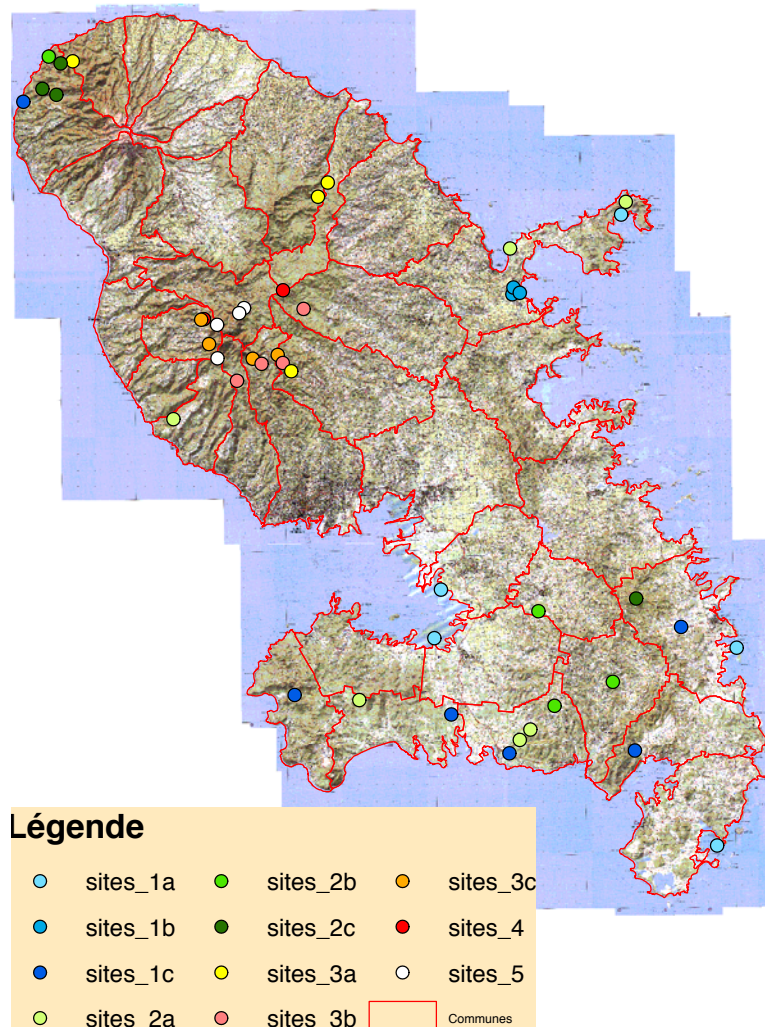 Légende
sites_1a sites_2b sites_3c
sites_1b sites_2c sites_4
sites_1c sites_3a sites_5
sites_2a sites_3b Communes